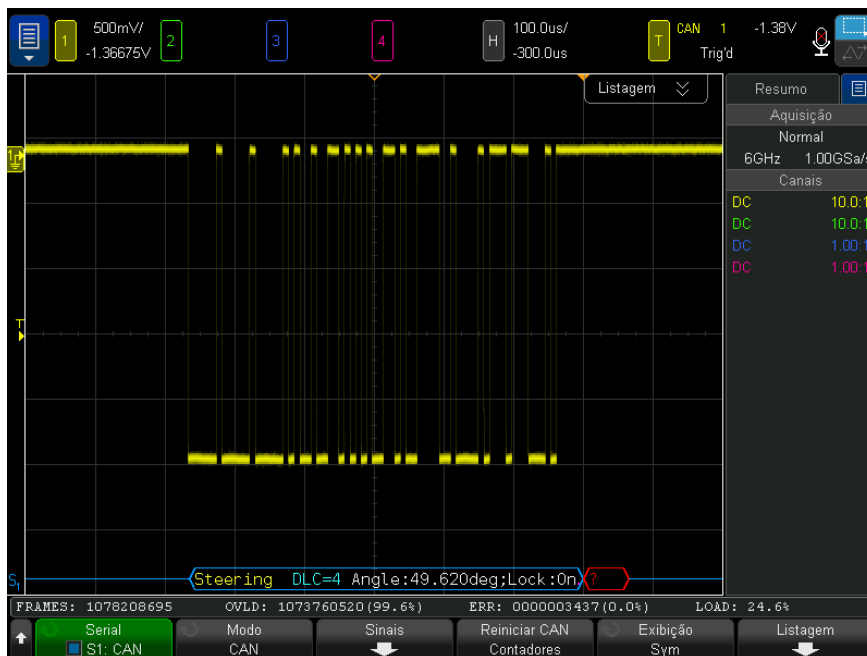 1 500mV/ -1.36675V 2 3 4 H 100.0us/ -300.0us T CAN 1 -1.38V Trig'd
Listagem
Resumo
Aquisição
Normal
6GHz 1.00GSa/s
Canais
DC 10.0:1
DC 10.0:1
DC 1.00:1
DC 1.00:1
1
T
S1 Steering DLC=4 Angle:49.620deg;Lock:On ?
FRAMES: 1078208695 OVLD: 1073760520(99.6%) ERR: 0000003437(0.0%) LOAD: 24.6%
Serial Modo Sinais Reiniciar CAN Exibição Listagem
S1: CAN CAN Contadores Sym